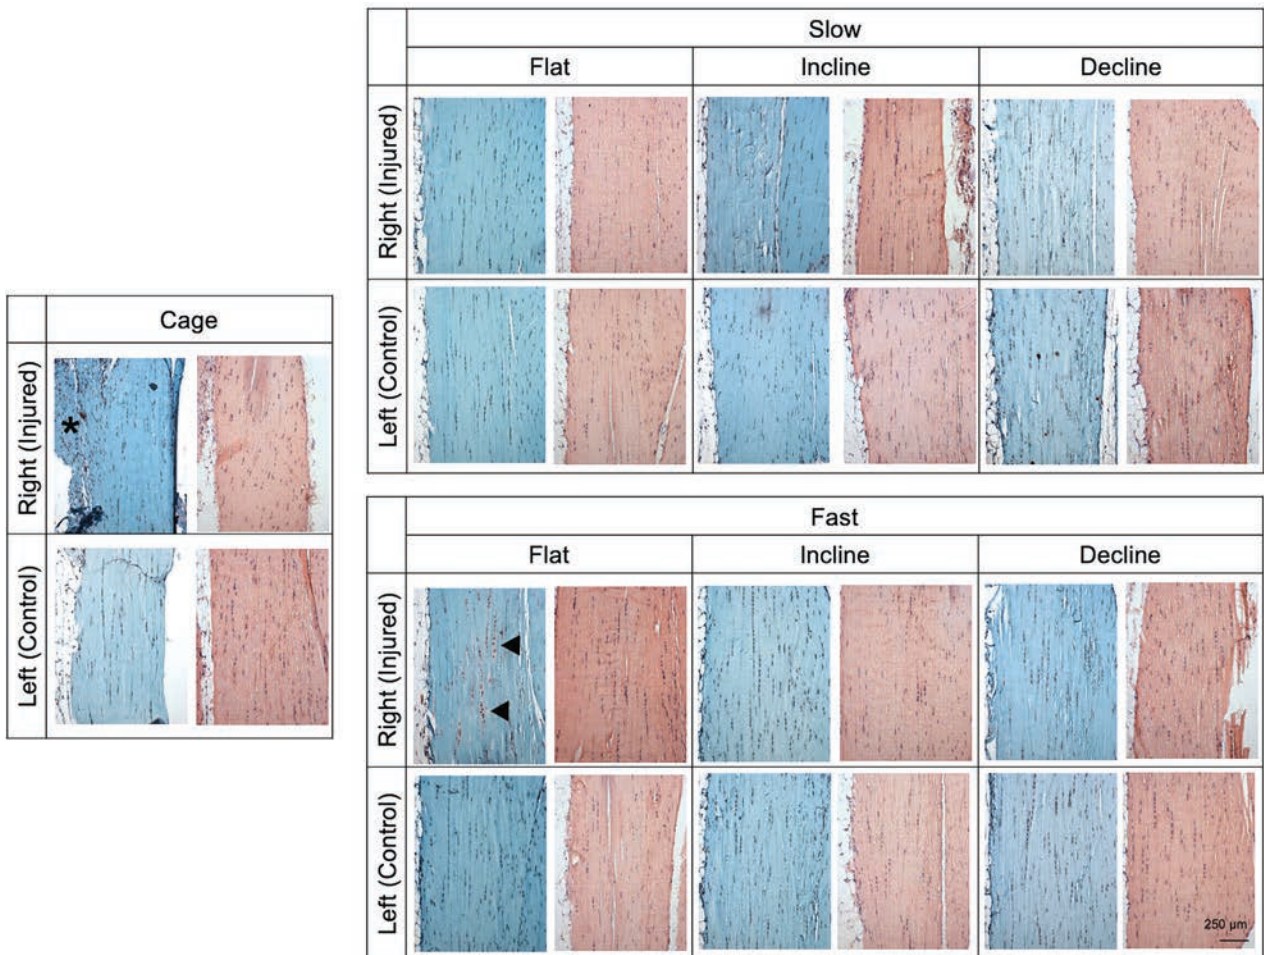 Cage
Right (Injured)
*
Left (Control)
Slow
Flat Incline Decline
Right (Injured)
Left (Control)
Fast
Flat Incline Decline
Right (Injured)
Left (Control)
250 µm